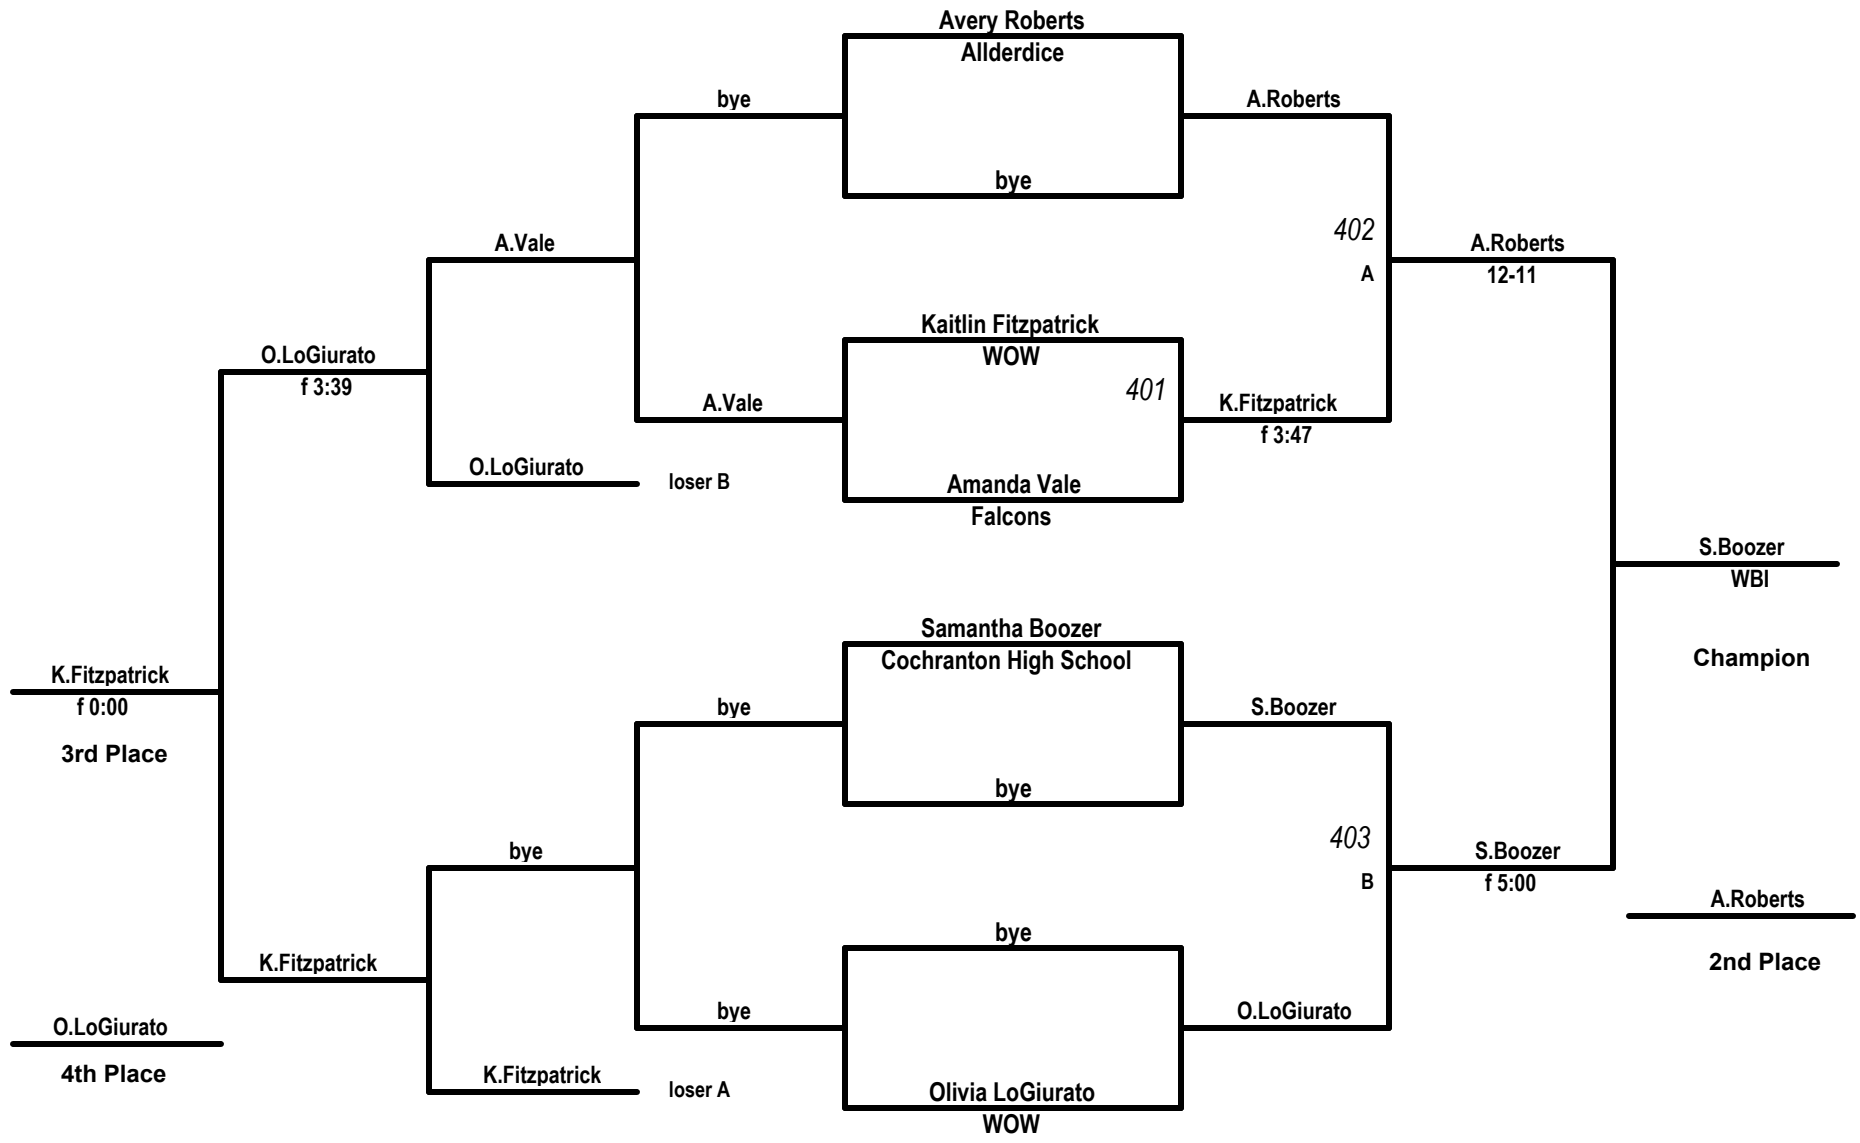 Avery Roberts
Allderdice
bye
A.Roberts
bye
402
A.Vale
A
A.Roberts
12-11
Kaitlin Fitzpatrick
WOW
O.LoGiurato
f 3:39
401
A.Vale
K.Fitzpatrick
f 3:47
O.LoGiurato
loser B
Amanda Vale
Falcons
S.Boozer
WBI
Samantha Boozer
Cochranton High School
Champion
K.Fitzpatrick
f 0:00
bye
S.Boozer
3rd Place
bye
403
bye
B
S.Boozer
f 5:00
A.Roberts
bye
K.Fitzpatrick
2nd Place
bye
O.LoGiurato
O.LoGiurato
4th Place
K.Fitzpatrick
loser A
Olivia LoGiurato
WOW